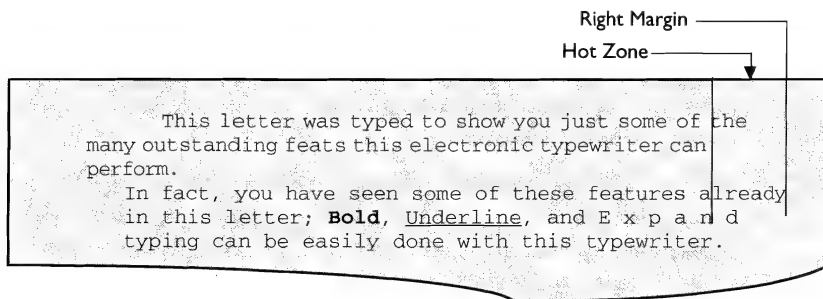 Right Margin
Hot Zone
This letter was typed to show you just some of the
many outstanding feats this electronic typewriter can
perform.
In fact, you have seen some of these features already
in this letter; Bold, Underline, and E x p a n d
typing can be easily done with this typewriter.